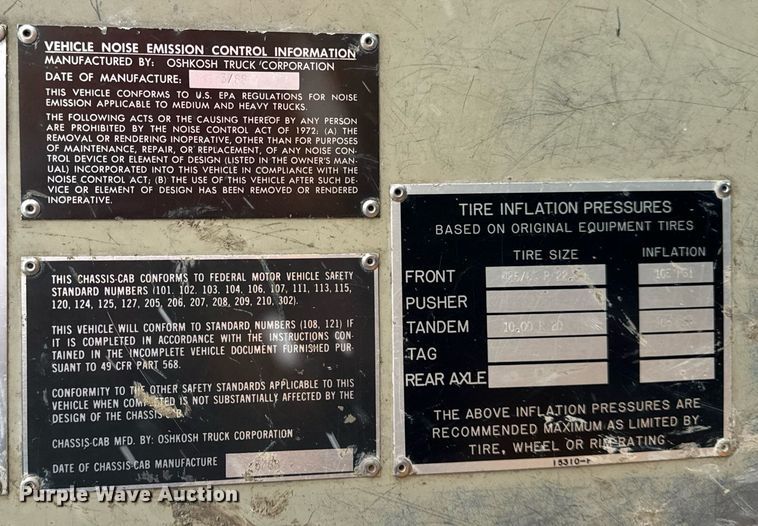 VEHICLE NOISE EMISSION CONTROL INFORMATION
MANUFACTURED BY: OSHKOSH TRUCK CORPORATION
DATE OF MANUFACTURE:
THIS VEHICLE CONFORMS TO U.S. EPA REGULATIONS FOR NOISE
EMISSION APPLICABLE TO MEDIUM AND HEAVY TRUCKS.
THE FOLLOWING ACTS OR THE CAUSING THEREOF BY ANY PERSON
ARE PROHIBITED BY THE NOISE CONTROL ACT OF 1972: (A) THE
REMOVAL OR RENDERING INOPERATIVE, OTHER THAN FOR PURPOSES
OF MAINTENANCE, REPAIR, OR REPLACEMENT, OF ANY NOISE CON-
TROL DEVICE OR ELEMENT OF DESIGN (LISTED IN THE OWNER'S MAN-
UAL) INCORPORATED INTO THIS VEHICLE IN COMPLIANCE WITH THE
NOISE CONTROL ACT; (B) THE USE OF THIS VEHICLE AFTER SUCH DE-
VICE OR ELEMENT OF DESIGN HAS BEEN REMOVED OR RENDERED
INOPERATIVE.
THIS CHASSIS-CAB CONFORMS TO FEDERAL MOTOR VEHICLE SAFETY
STANDARD NUMBERS (101, 102, 103, 104, 106, 107, 111, 113, 115,
120, 124, 125, 127, 205, 206, 207, 208, 209, 210, 302).
THIS VEHICLE WILL CONFORM TO STANDARD NUMBERS (108, 121) IF
IT IS COMPLETED IN ACCORDANCE WITH THE INSTRUCTIONS CON-
TAINED IN THE INCOMPLETE VEHICLE DOCUMENT FURNISHED PUR-
SUANT TO 49 CFR PART 568.
CONFORMITY TO THE OTHER SAFETY STANDARDS APPLICABLE TO THIS
VEHICLE WHEN COMPLETED IS NOT SUBSTANTIALLY AFFECTED BY THE
DESIGN OF THE CHASSIS-CAB.
CHASSIS-CAB MFD. BY: OSHKOSH TRUCK CORPORATION
DATE OF CHASSIS-CAB MANUFACTURE
TIRE INFLATION PRESSURES
BASED ON ORIGINAL EQUIPMENT TIRES
TIRE SIZE INFLATION
FRONT
PUSHER
TANDEM 10.00 R 20
TAG
REAR AXLE
THE ABOVE INFLATION PRESSURES ARE
RECOMMENDED MAXIMUM AS LIMITED BY
TIRE, WHEEL OR RIM RATING
Purple Wave Auction